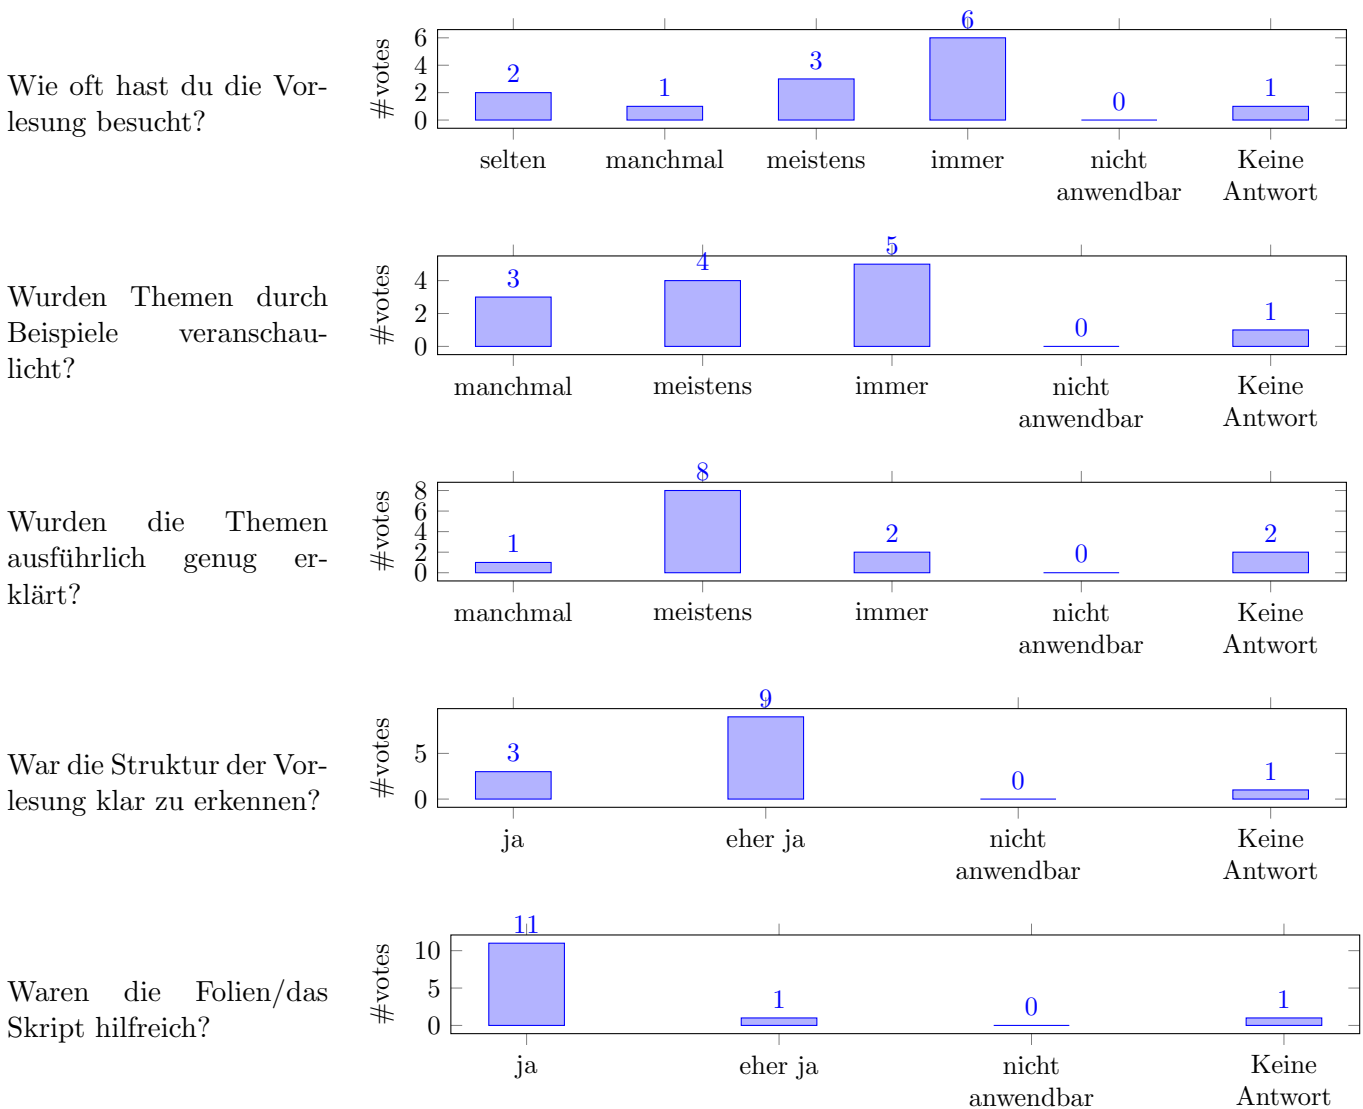 Wie oft hast du die Vor-
lesung besucht?
#votes
6
4
2
0
2
1
3
6
0
1
selten manchmal meistens immer nicht anwendbar Keine Antwort
Wurden Themen durch
Beispiele veranschau-
licht?
#votes
4
2
0
3
4
5
0
1
manchmal meistens immer nicht anwendbar Keine Antwort
Wurden die Themen
ausführlich genug er-
klärt?
#votes
8
6
4
2
0
1
8
2
0
2
manchmal meistens immer nicht anwendbar Keine Antwort
War die Struktur der Vor-
lesung klar zu erkennen?
#votes
5
0
3
9
0
1
ja eher ja nicht anwendbar Keine Antwort
Waren die Folien/das
Skript hilfreich?
#votes
10
5
0
11
1
0
1
ja eher ja nicht anwendbar Keine Antwort